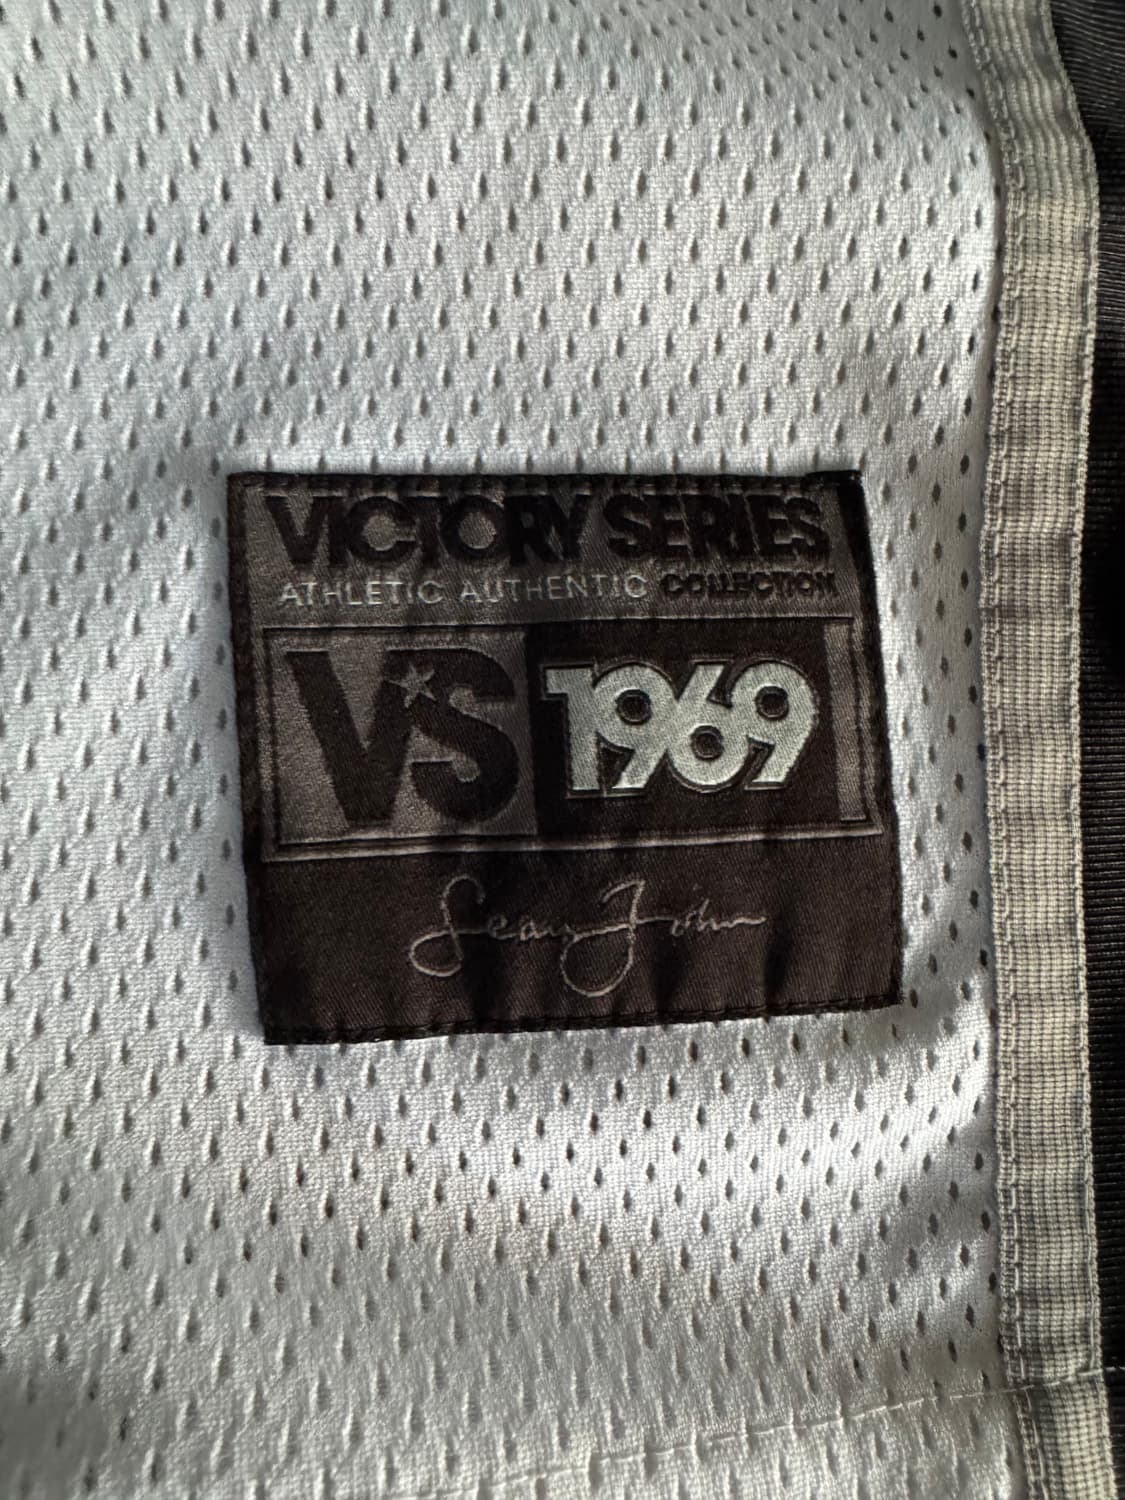 VICTORY SERIES
ATHLETIC AUTHENTIC COLLECTION
VS 1969
Sean John